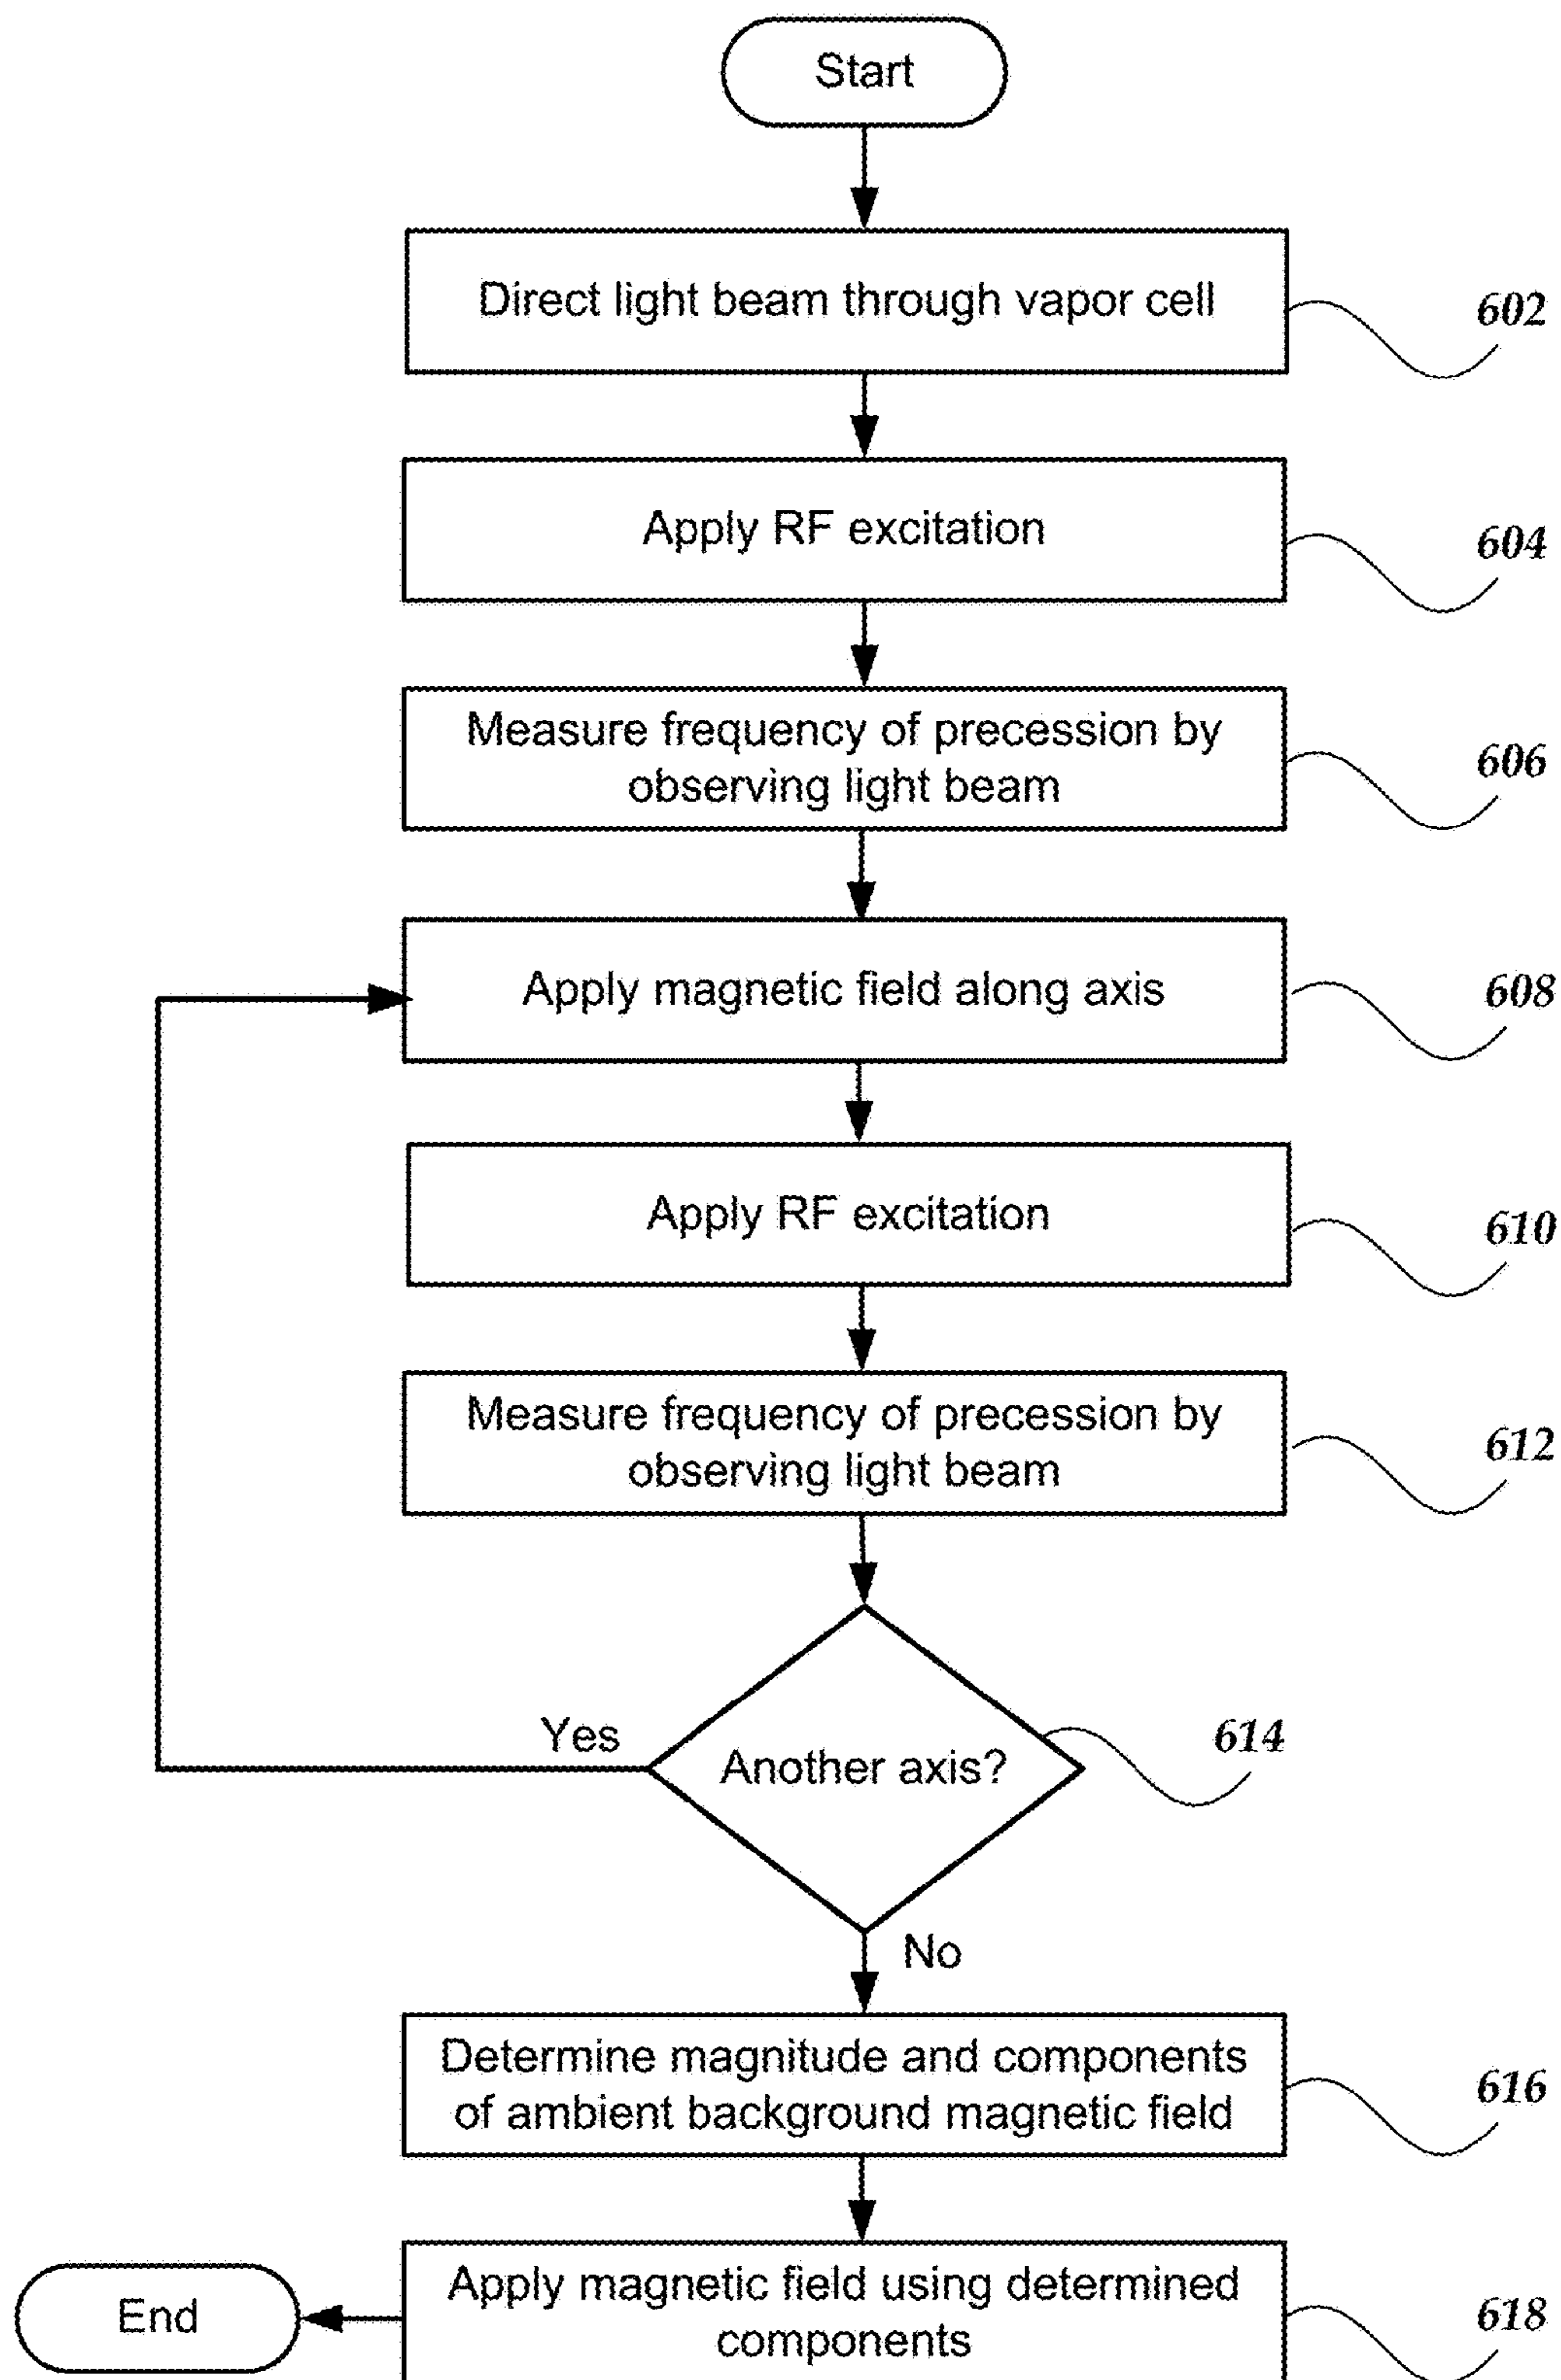 Start
Direct light beam through vapor cell
602
Apply RF excitation
604
Measure frequency of precession by
observing light beam
606
Apply magnetic field along axis
608
Apply RF excitation
610
Measure frequency of precession by
observing light beam
612
Yes
Another axis?
614
No
Determine magnitude and components
of ambient background magnetic field
616
Apply magnetic field using determined
components
618
End